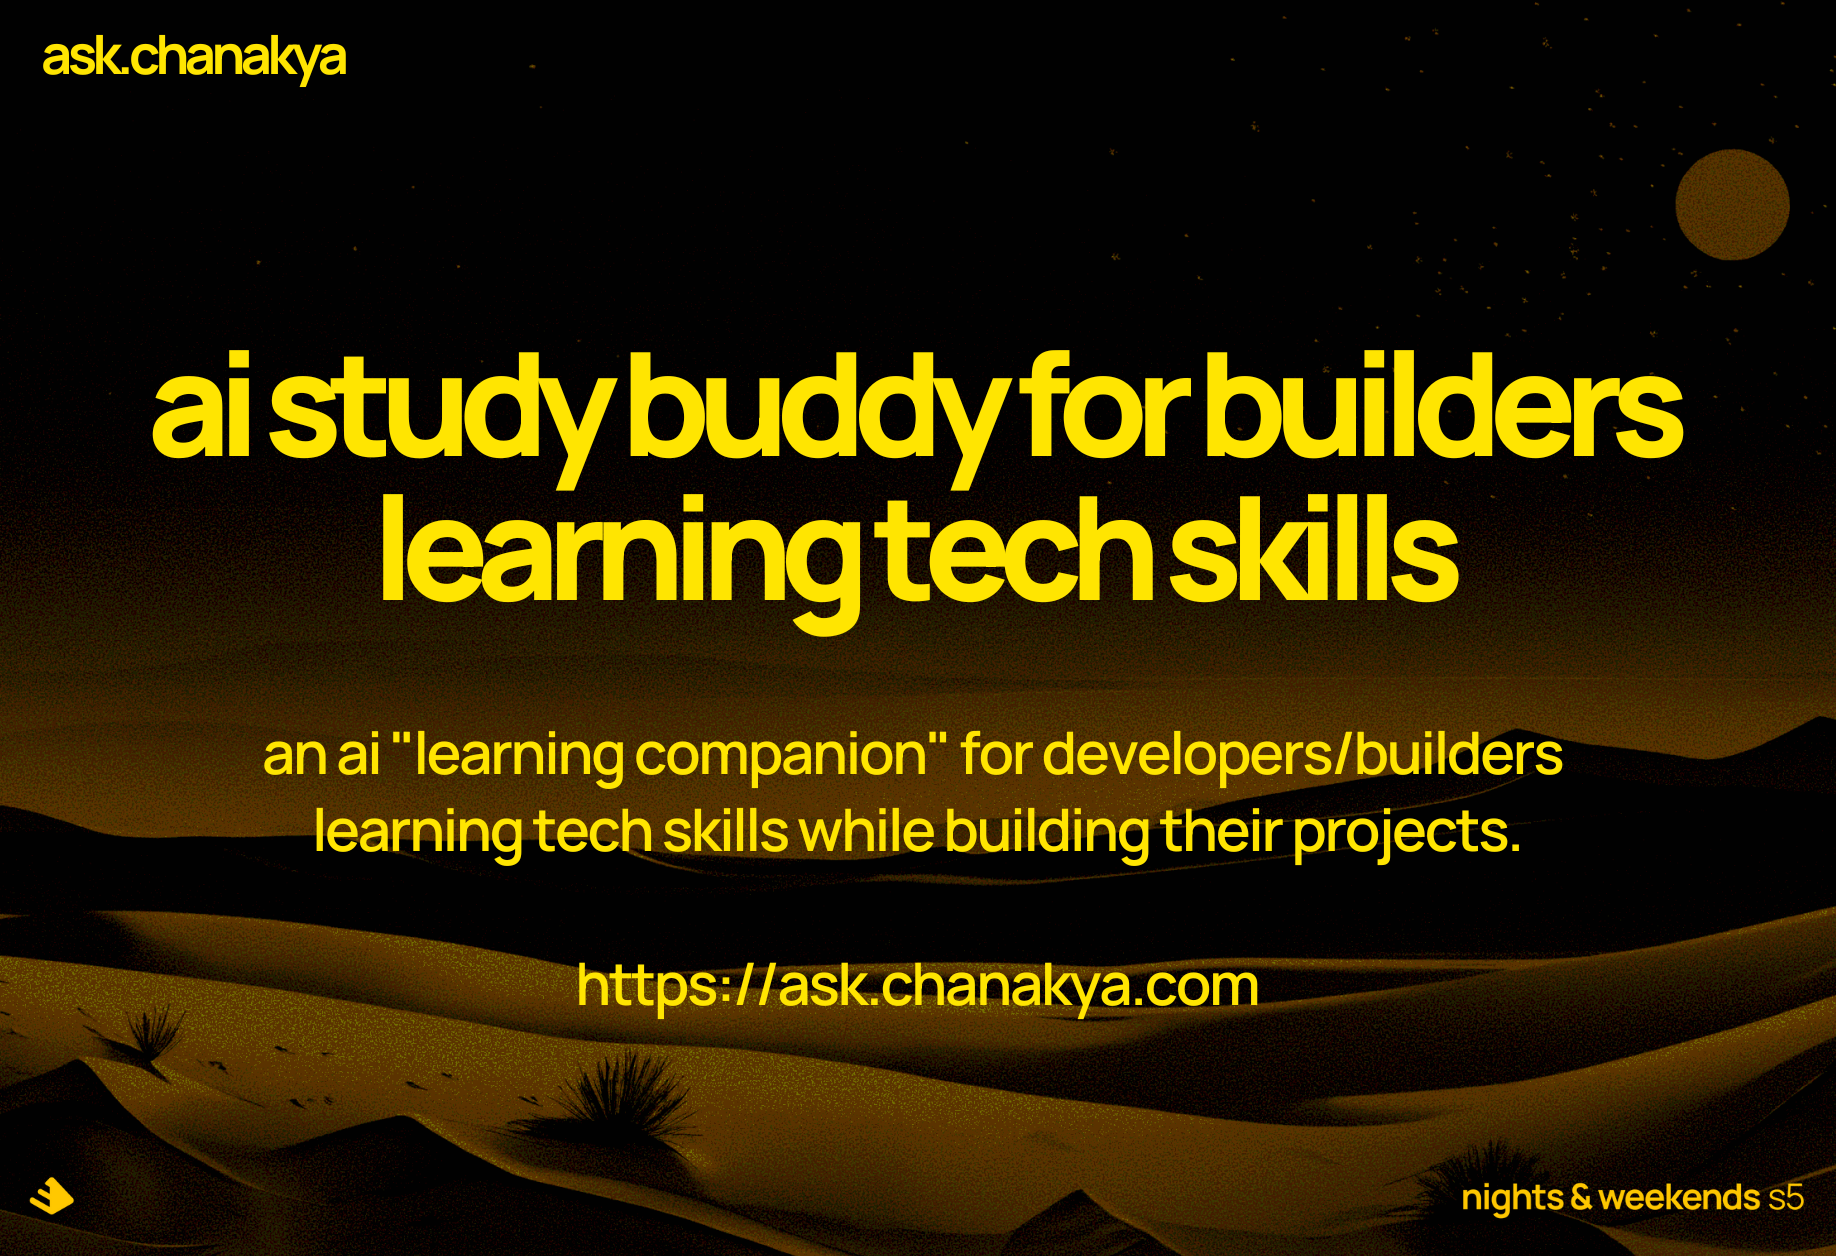 ask.chanakya
ai study buddy for builders
learning tech skills
an ai "learning companion" for developers/builders
learning tech skills while building their projects.
https://ask.chanakya.com
nights & weekends s5